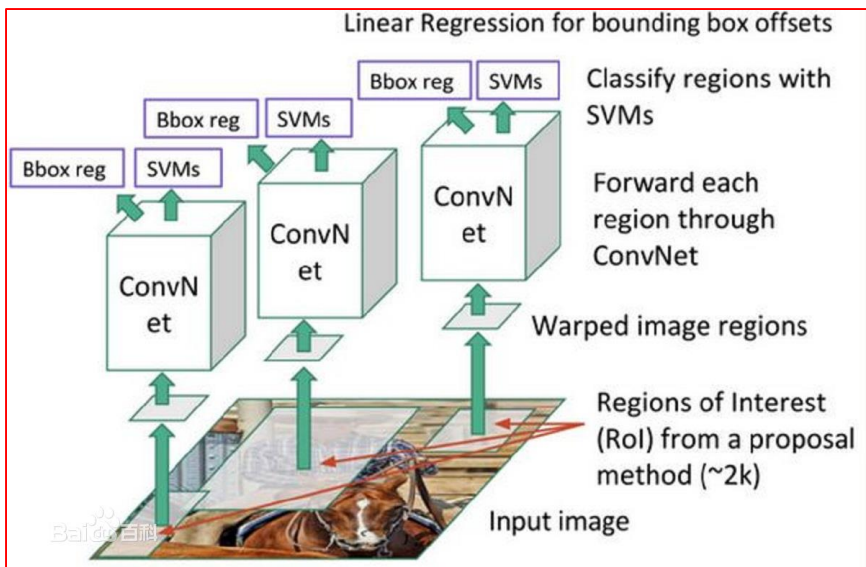 Linear Regression for bounding box offsets
Bbox reg
SVMs
Classify regions with
SVMs
Bbox reg
SVMs
Bbox reg
SVMs
ConvN
et
ConvN
et
ConvN
et
Forward each
region through
ConvNet
Warped image regions
Regions of Interest
(RoI) from a proposal
method (~2k)
Input image
Baidu百科